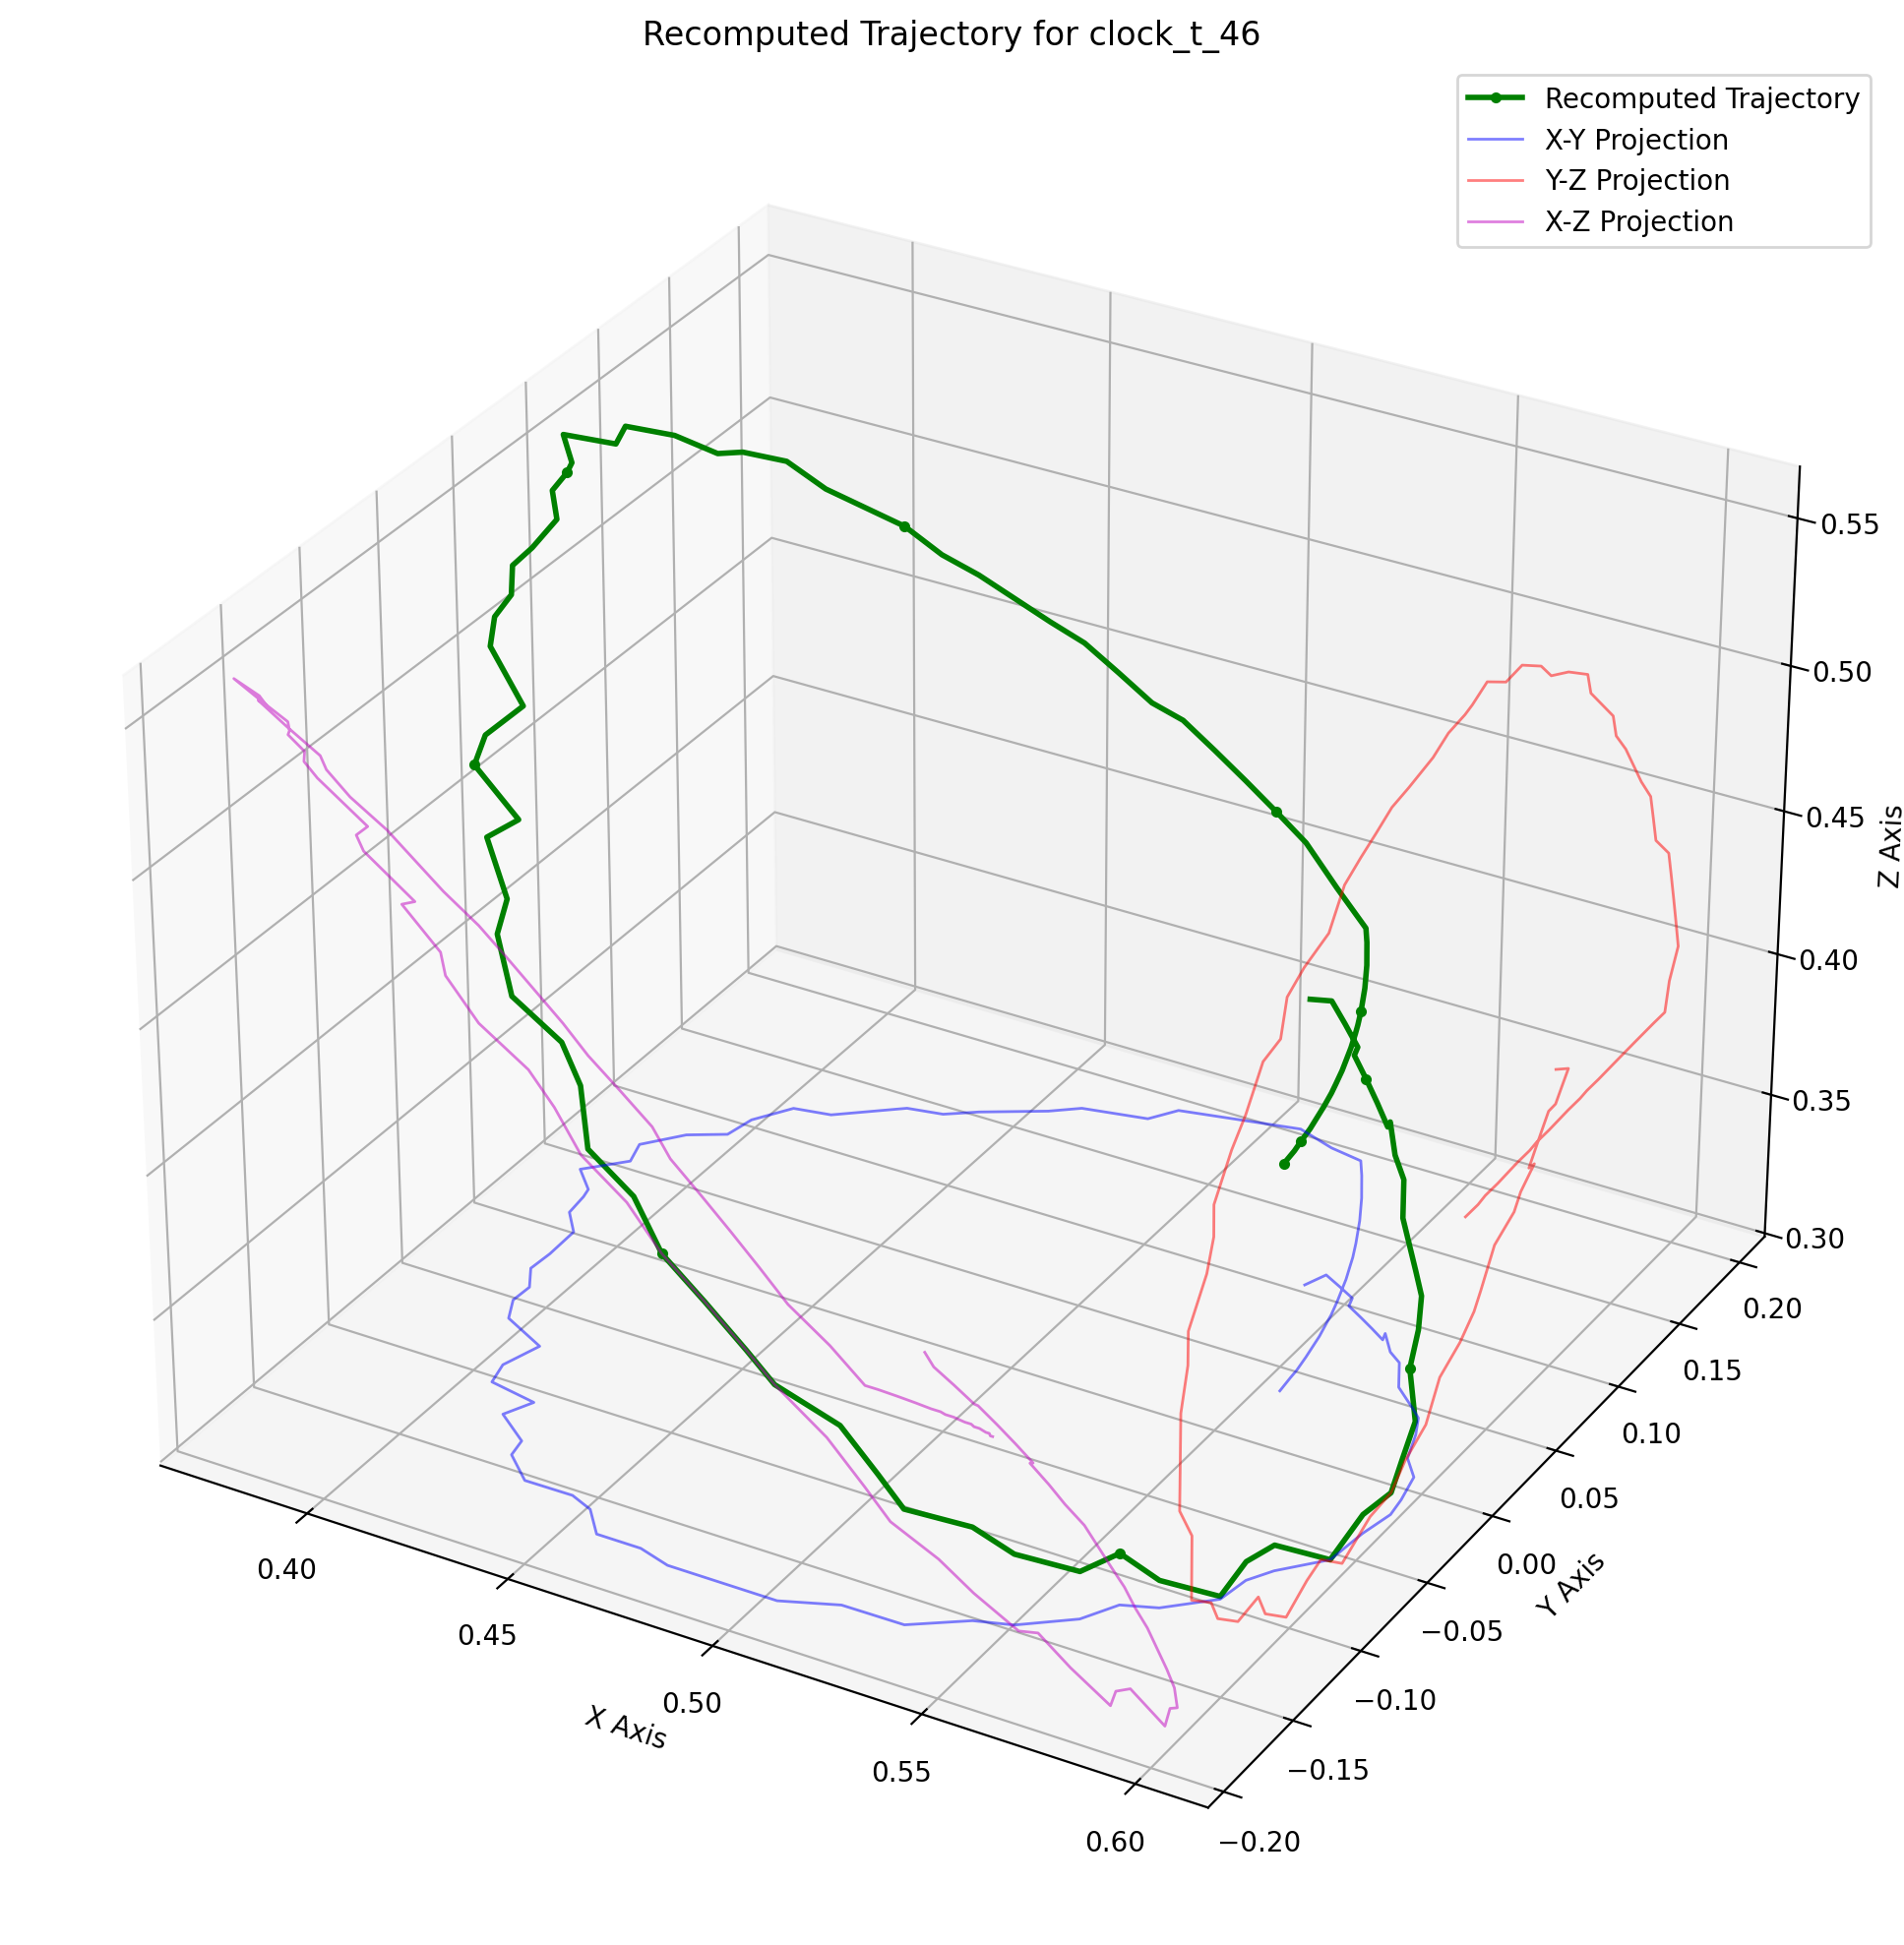 Recomputed Trajectory for clock_t_46
Recomputed Trajectory
X-Y Projection
Y-Z Projection
X-Z Projection
0.55
0.50
0.45
0.40
0.35
0.30
Z Axis
0.20
0.15
0.10
0.05
0.00
−0.05
−0.10
−0.15
−0.20
Y Axis
0.40
0.45
0.50
0.55
0.60
X Axis